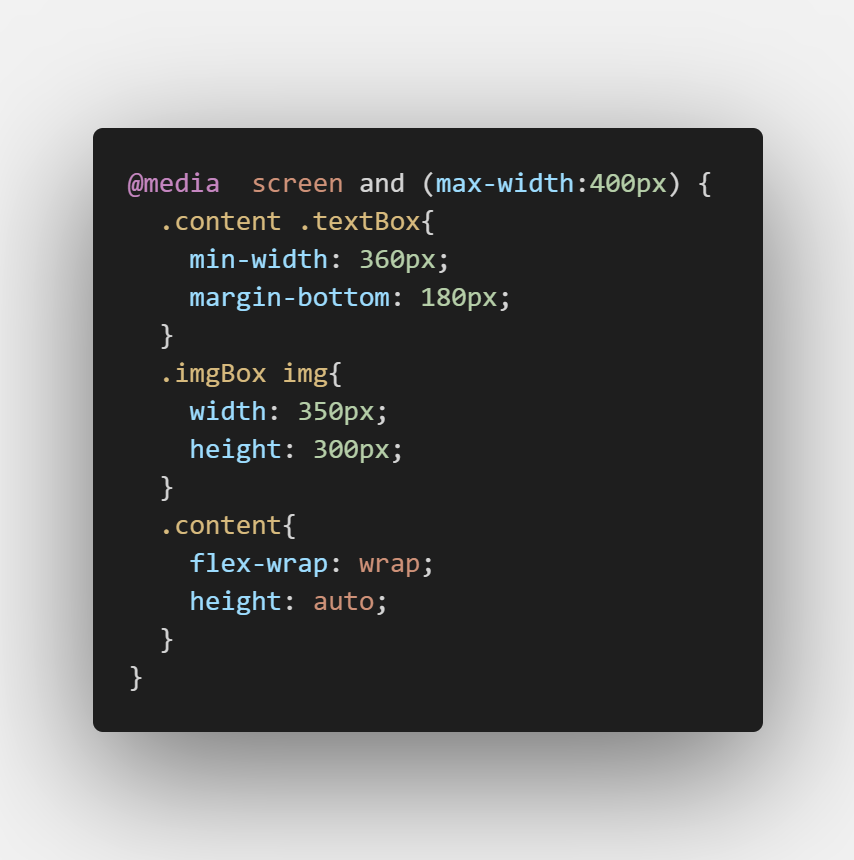 @media  screen and (max-width:400px) {
  .content .textBox{
    min-width: 360px;
    margin-bottom: 180px;
  }
  .imgBox img{
    width: 350px;
    height: 300px;
  }
  .content{
    flex-wrap: wrap;
    height: auto;
  }
}